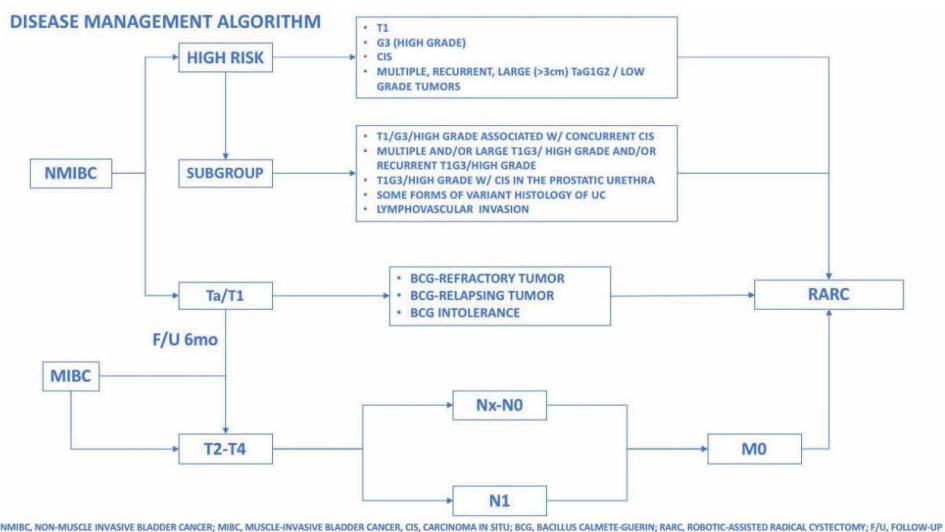 DISEASE MANAGEMENT ALGORITHM
HIGH RISK
• T1
• G3 (HIGH GRADE)
• CIS
• MULTIPLE, RECURRENT, LARGE (>3cm) TaG1G2 / LOW
GRADE TUMORS
NMIBC
SUBGROUP
• T1/G3/HIGH GRADE ASSOCIATED W/ CONCURRENT CIS
• MULTIPLE AND/OR LARGE T1G3/ HIGH GRADE AND/OR
RECURRENT T1G3/HIGH GRADE
• T1G3/HIGH GRADE W/ CIS IN THE PROSTATIC URETHRA
• SOME FORMS OF VARIANT HISTOLOGY OF UC
• LYMPHOVASCULAR INVASION
Ta/T1
• BCG-REFRACTORY TUMOR
• BCG-RELAPSING TUMOR
• BCG INTOLERANCE
RARC
F/U 6mo
MIBC
T2-T4
Nx-N0
N1
M0
NMIBC, NON-MUSCLE INVASIVE BLADDER CANCER; MIBC, MUSCLE-INVASIVE BLADDER CANCER, CIS, CARCINOMA IN SITU; BCG, BACILLUS CALMETE-GUERIN; RARC, ROBOTIC-ASSISTED RADICAL CYSTECTOMY; F/U, FOLLOW-UP